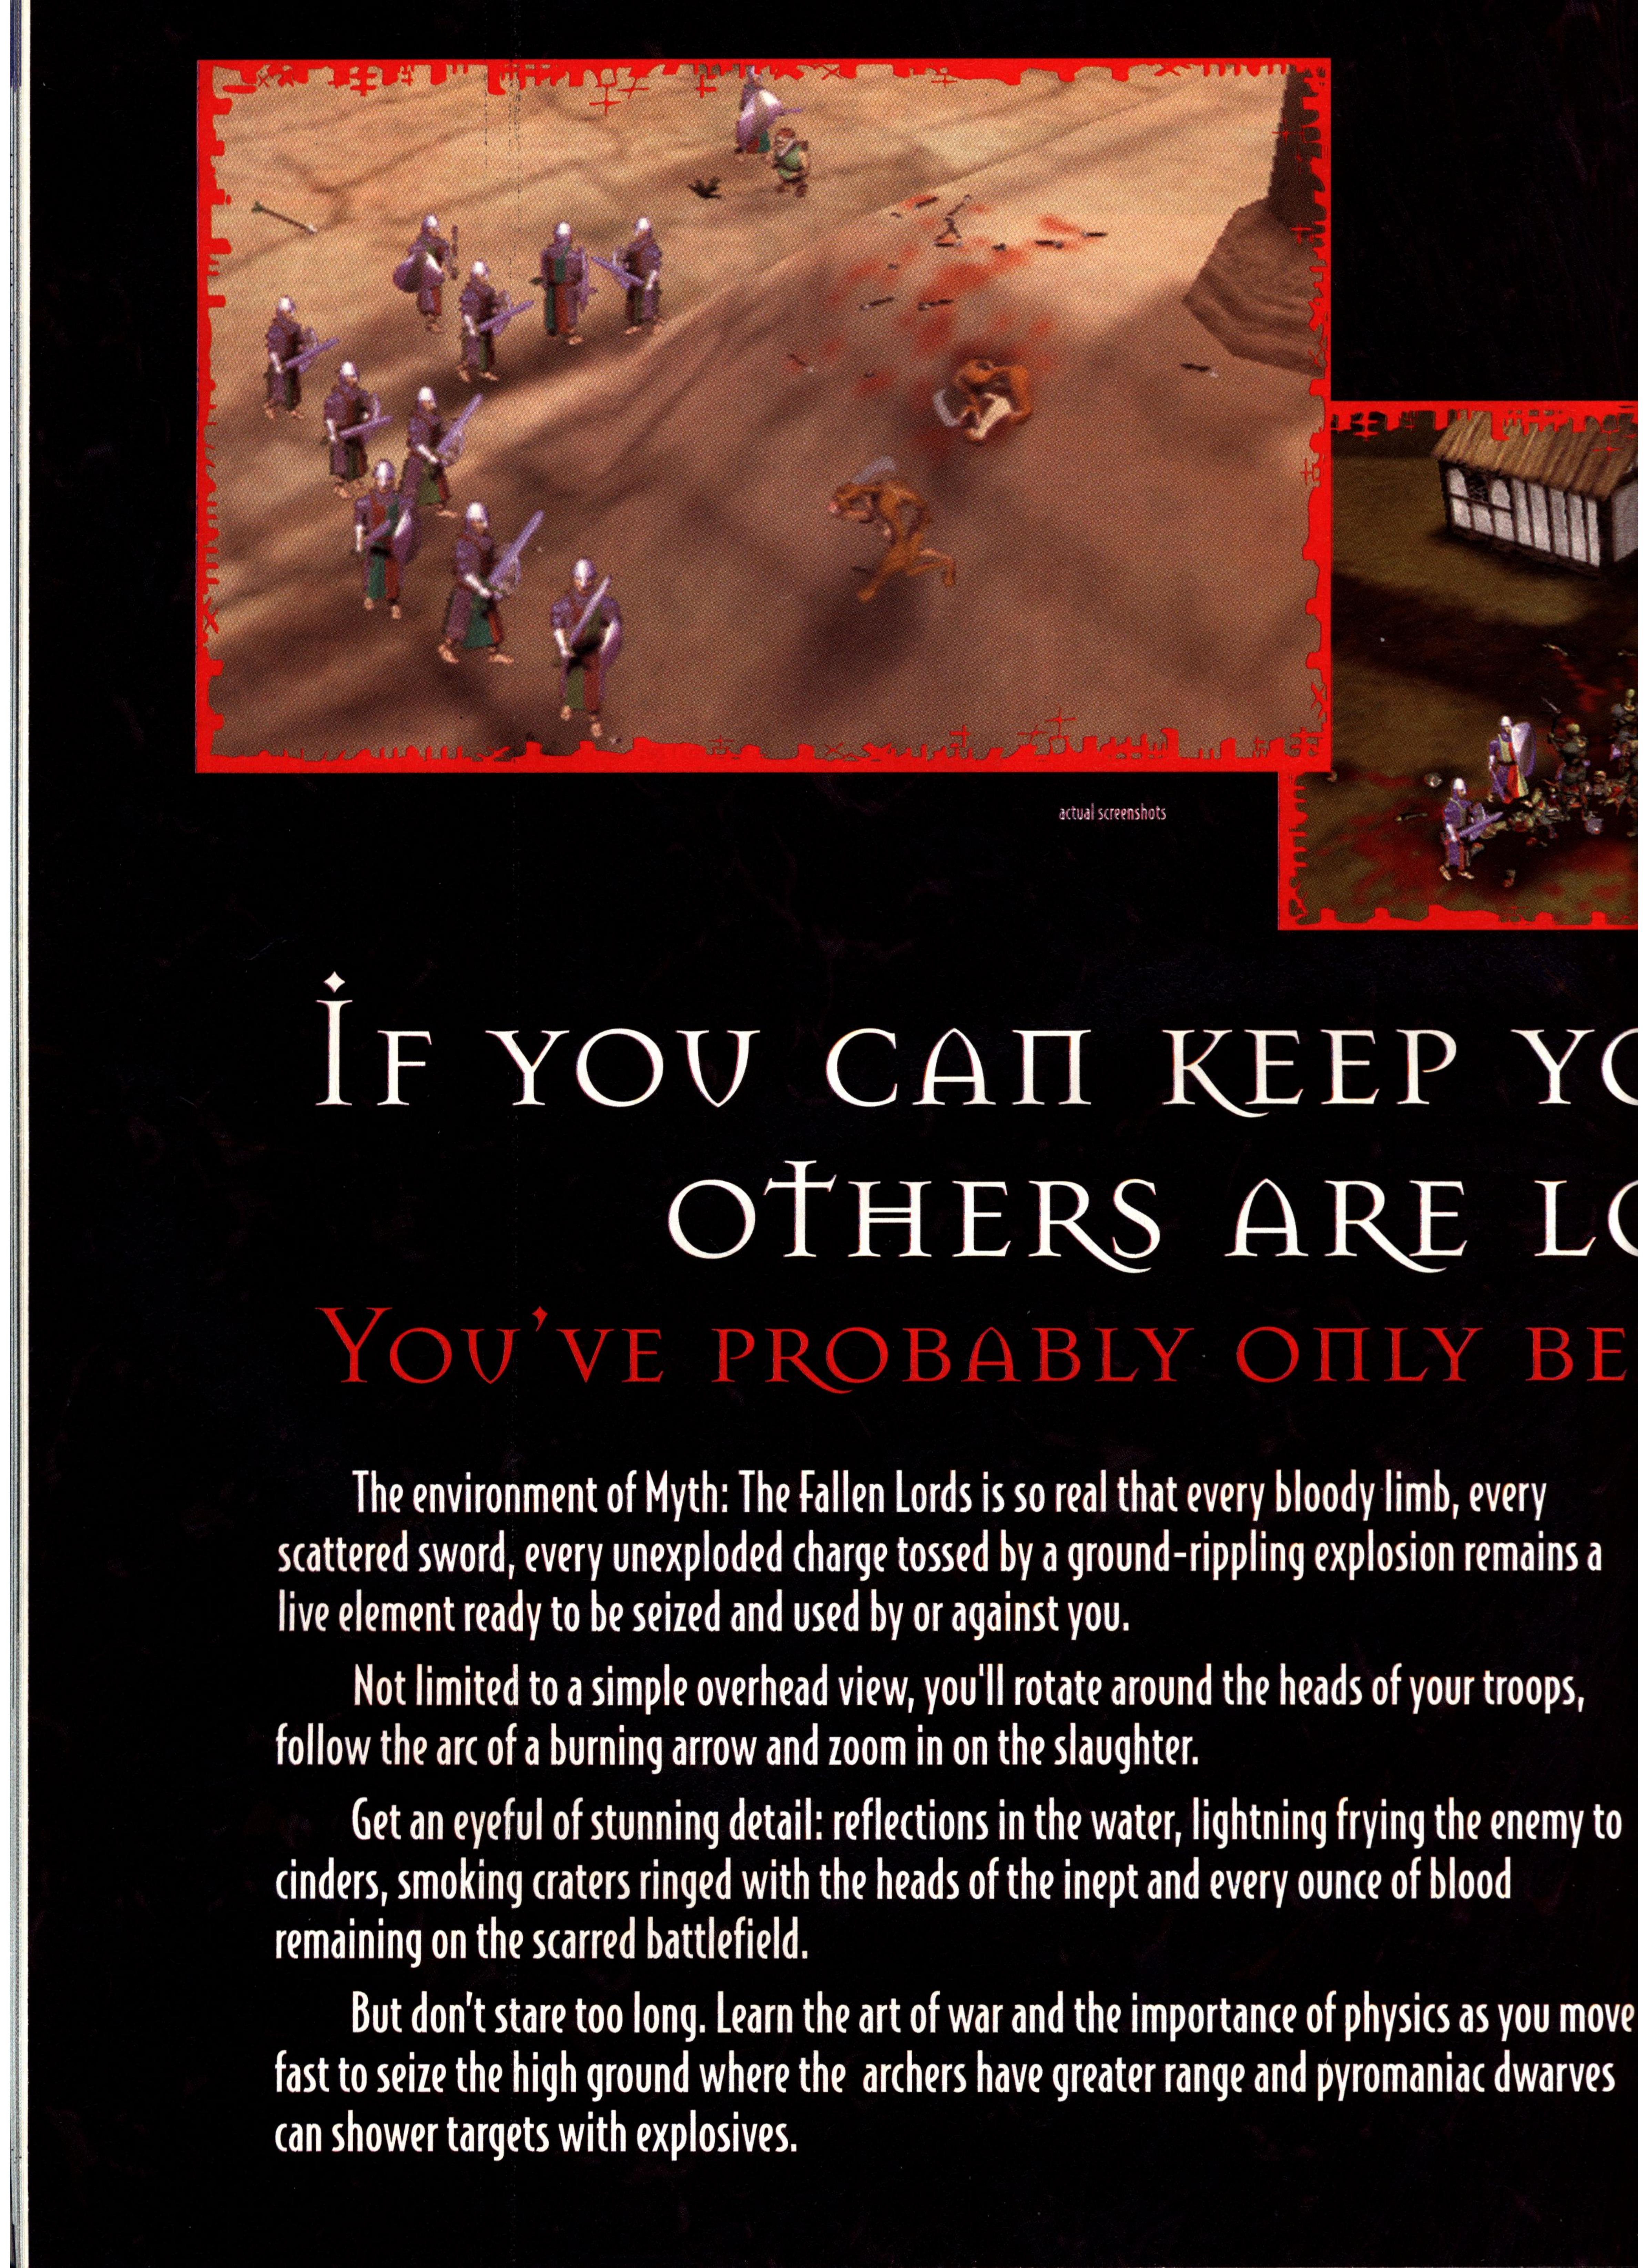 actual screenshots
If you can keep yo
others are lo
You've probably only be
The environment of Myth: The Fallen Lords is so real that every bloody limb, every
scattered sword, every unexploded charge tossed by a ground-rippling explosion remains a
live element ready to be seized and used by or against you.
Not limited to a simple overhead view, you'll rotate around the heads of your troops,
follow the arc of a burning arrow and zoom in on the slaughter.
Get an eyeful of stunning detail: reflections in the water, lightning frying the enemy to
cinders, smoking craters ringed with the heads of the inept and every ounce of blood
remaining on the scarred battlefield.
But don't stare too long. Learn the art of war and the importance of physics as you move
fast to seize the high ground where the archers have greater range and pyromaniac dwarves
can shower targets with explosives.